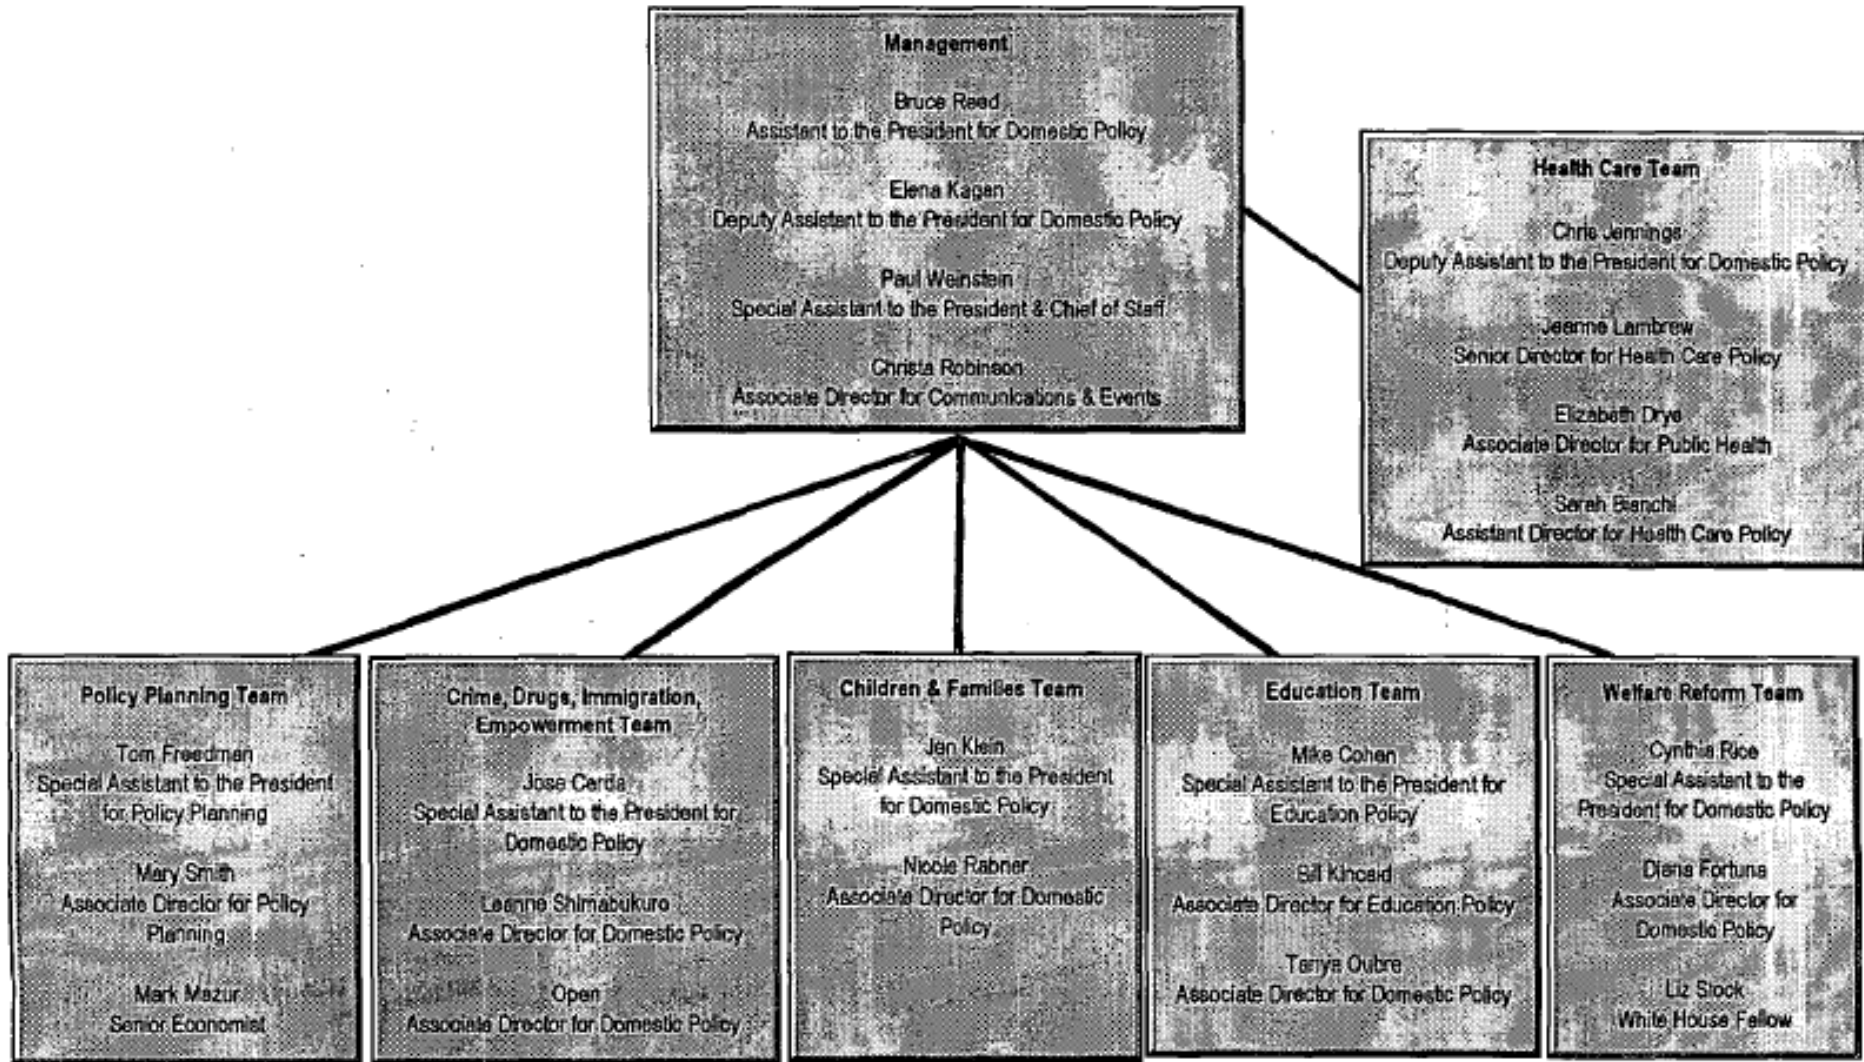 Management
Bruce Reed
Assistant to the President for Domestic Policy
Elena Kagan
Deputy Assistant to the President for Domestic Policy
Paul Weinstein
Special Assistant to the President & Chief of Staff
Christa Robinson
Associate Director for Communications & Events
Health Care Team
Chris Jennings
Deputy Assistant to the President for Domestic Policy
Jeanne Lambrew
Senior Director for Health Care Policy
Elizabeth Drye
Associate Director for Public Health
Sarah Bianchi
Assistant Director for Health Care Policy
Policy Planning Team
Tom Freedman
Special Assistant to the President
for Policy Planning
Mary Smith
Associate Director for Policy
Planning
Mark Mazur
Senior Economist
Crime, Drugs, Immigration,
Empowerment Team
Jose Cerda
Special Assistant to the President for
Domestic Policy
Leanne Shimabukuro
Associate Director for Domestic Policy
Open
Associate Director for Domestic Policy
Children & Families Team
Jen Klein
Special Assistant to the President
for Domestic Policy
Nicole Rabner
Associate Director for Domestic
Policy
Education Team
Mike Cohen
Special Assistant to the President for
Education Policy
Bill Kincaid
Associate Director for Education Policy
Tanya Oubre
Associate Director for Domestic Policy
Welfare Reform Team
Cynthia Rice
Special Assistant to the
President for Domestic Policy
Diana Fortuna
Associate Director for
Domestic Policy
Liz Stock
White House Fellow